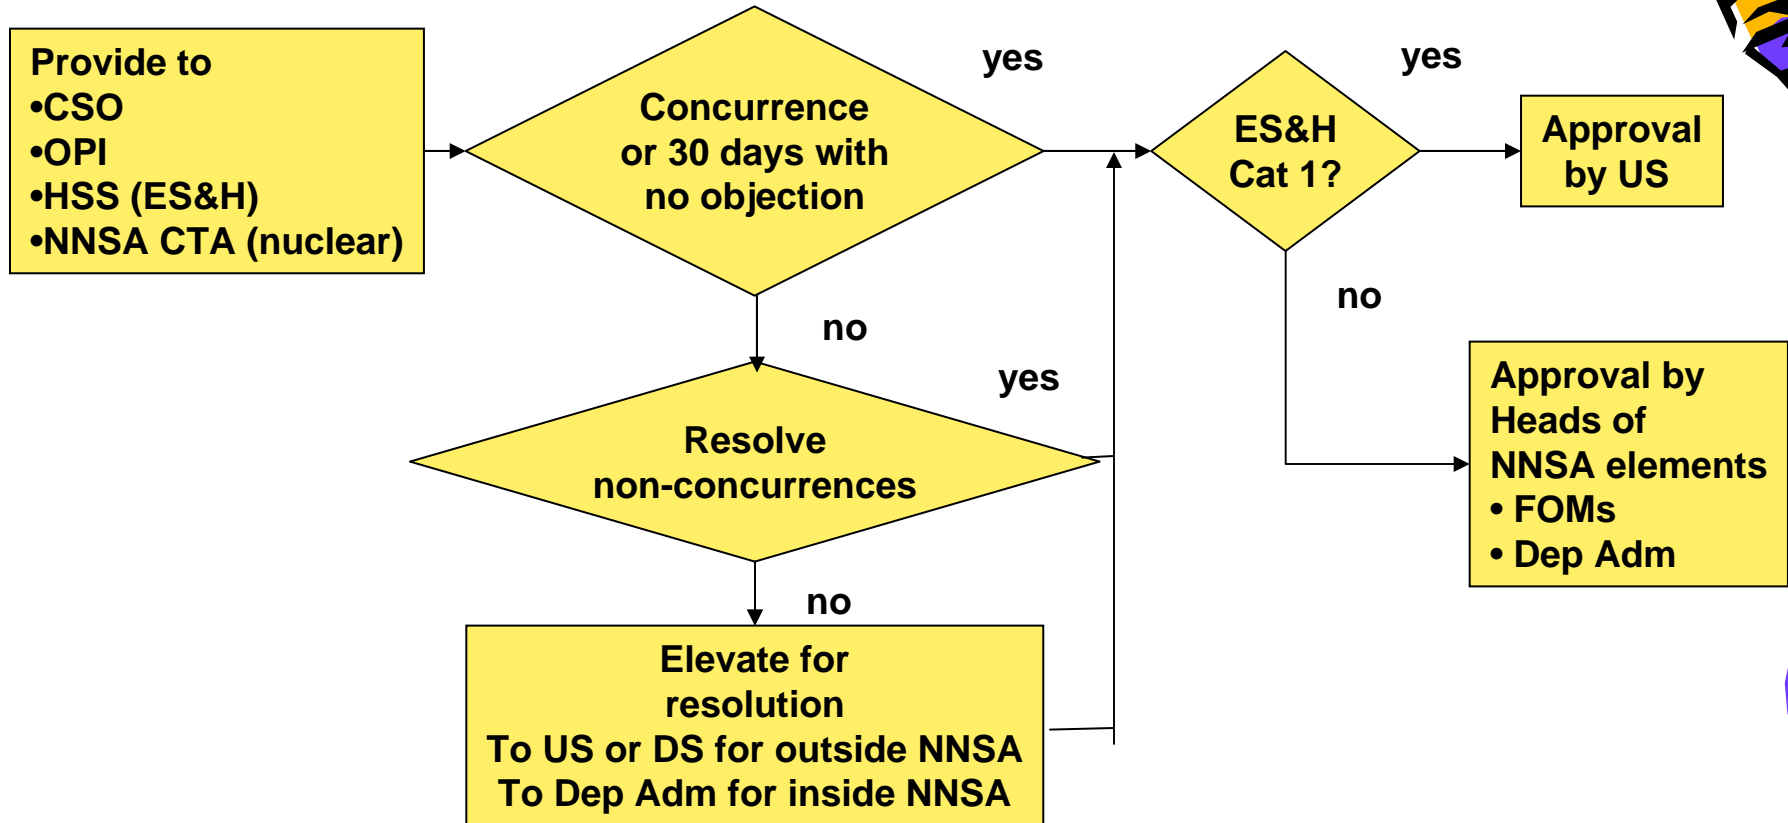 Provide to
•CSO
•OPI
•HSS (ES&H)
•NNSA CTA (nuclear)
Concurrence
or 30 days with
no objection
yes
ES&H
Cat 1?
yes
Approval
by US
no
no
Approval by
Heads of
NNSA elements
• FOMs
• Dep Adm
Resolve
non-concurrences
yes
no
Elevate for
resolution
To US or DS for outside NNSA
To Dep Adm for inside NNSA